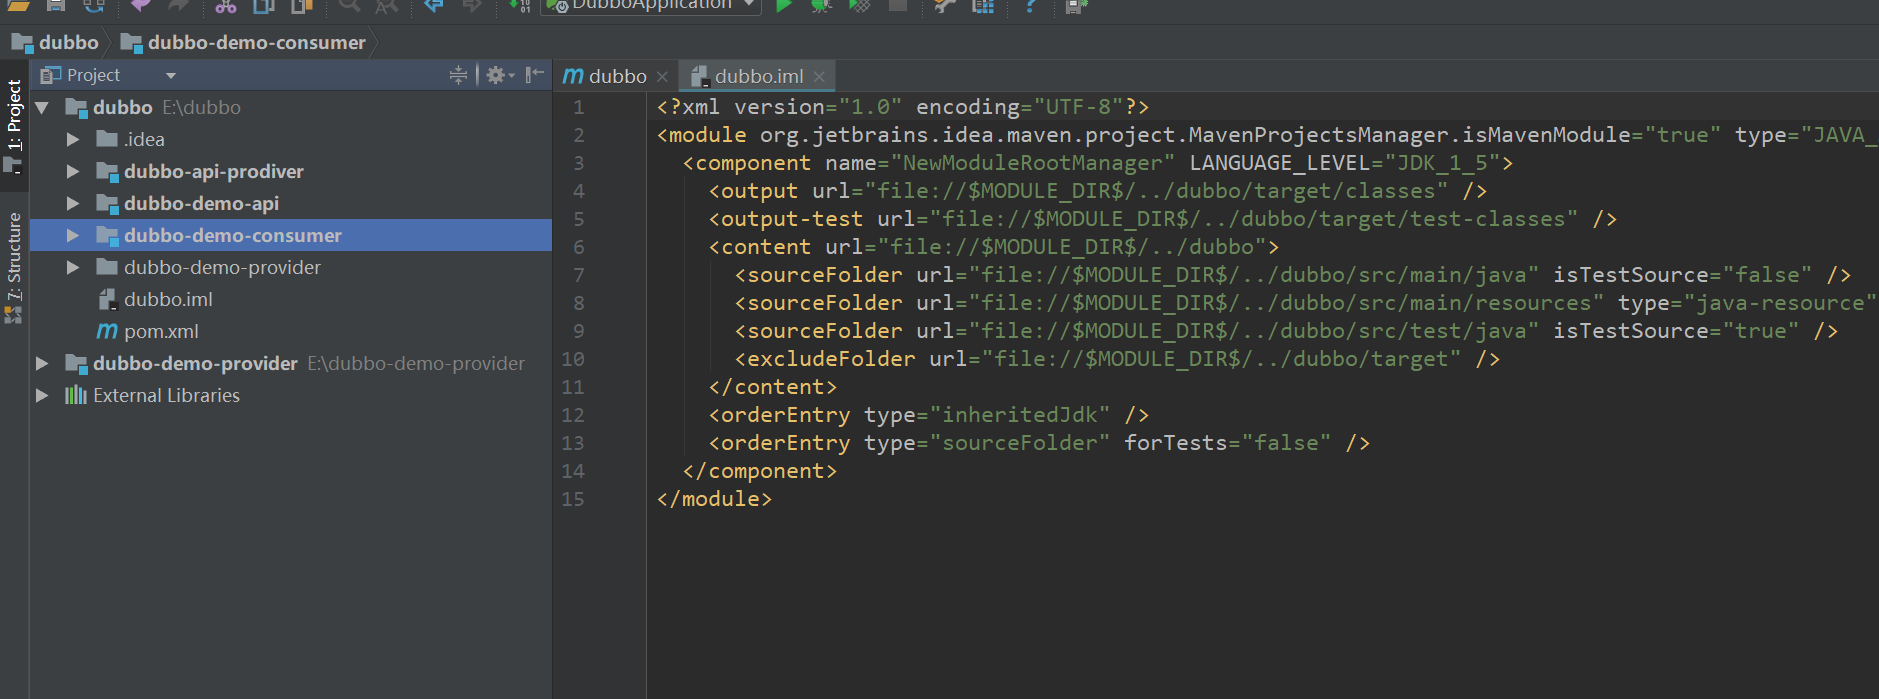 DubboApplication
dubbo
dubbo-demo-consumer
1: Project
7: Structure
Project
dubbo E:\dubbo
.idea
dubbo-api-prodiver
dubbo-demo-api
dubbo-demo-consumer
dubbo-demo-provider
dubbo.iml
pom.xml
dubbo-demo-provider E:\dubbo-demo-provider
External Libraries
dubbo
dubbo.iml
1 <?xml version="1.0" encoding="UTF-8"?>
2 <module org.jetbrains.idea.maven.project.MavenProjectsManager.isMavenModule="true" type="JAVA_
3 <component name="NewModuleRootManager" LANGUAGE_LEVEL="JDK_1_5">
4 <output url="file://$MODULE_DIR$/../dubbo/target/classes" />
5 <output-test url="file://$MODULE_DIR$/../dubbo/target/test-classes" />
6 <content url="file://$MODULE_DIR$/../dubbo">
7 <sourceFolder url="file://$MODULE_DIR$/../dubbo/src/main/java" isTestSource="false" />
8 <sourceFolder url="file://$MODULE_DIR$/../dubbo/src/main/resources" type="java-resource"
9 <sourceFolder url="file://$MODULE_DIR$/../dubbo/src/test/java" isTestSource="true" />
10 <excludeFolder url="file://$MODULE_DIR$/../dubbo/target" />
11 </content>
12 <orderEntry type="inheritedJdk" />
13 <orderEntry type="sourceFolder" forTests="false" />
14 </component>
15 </module>